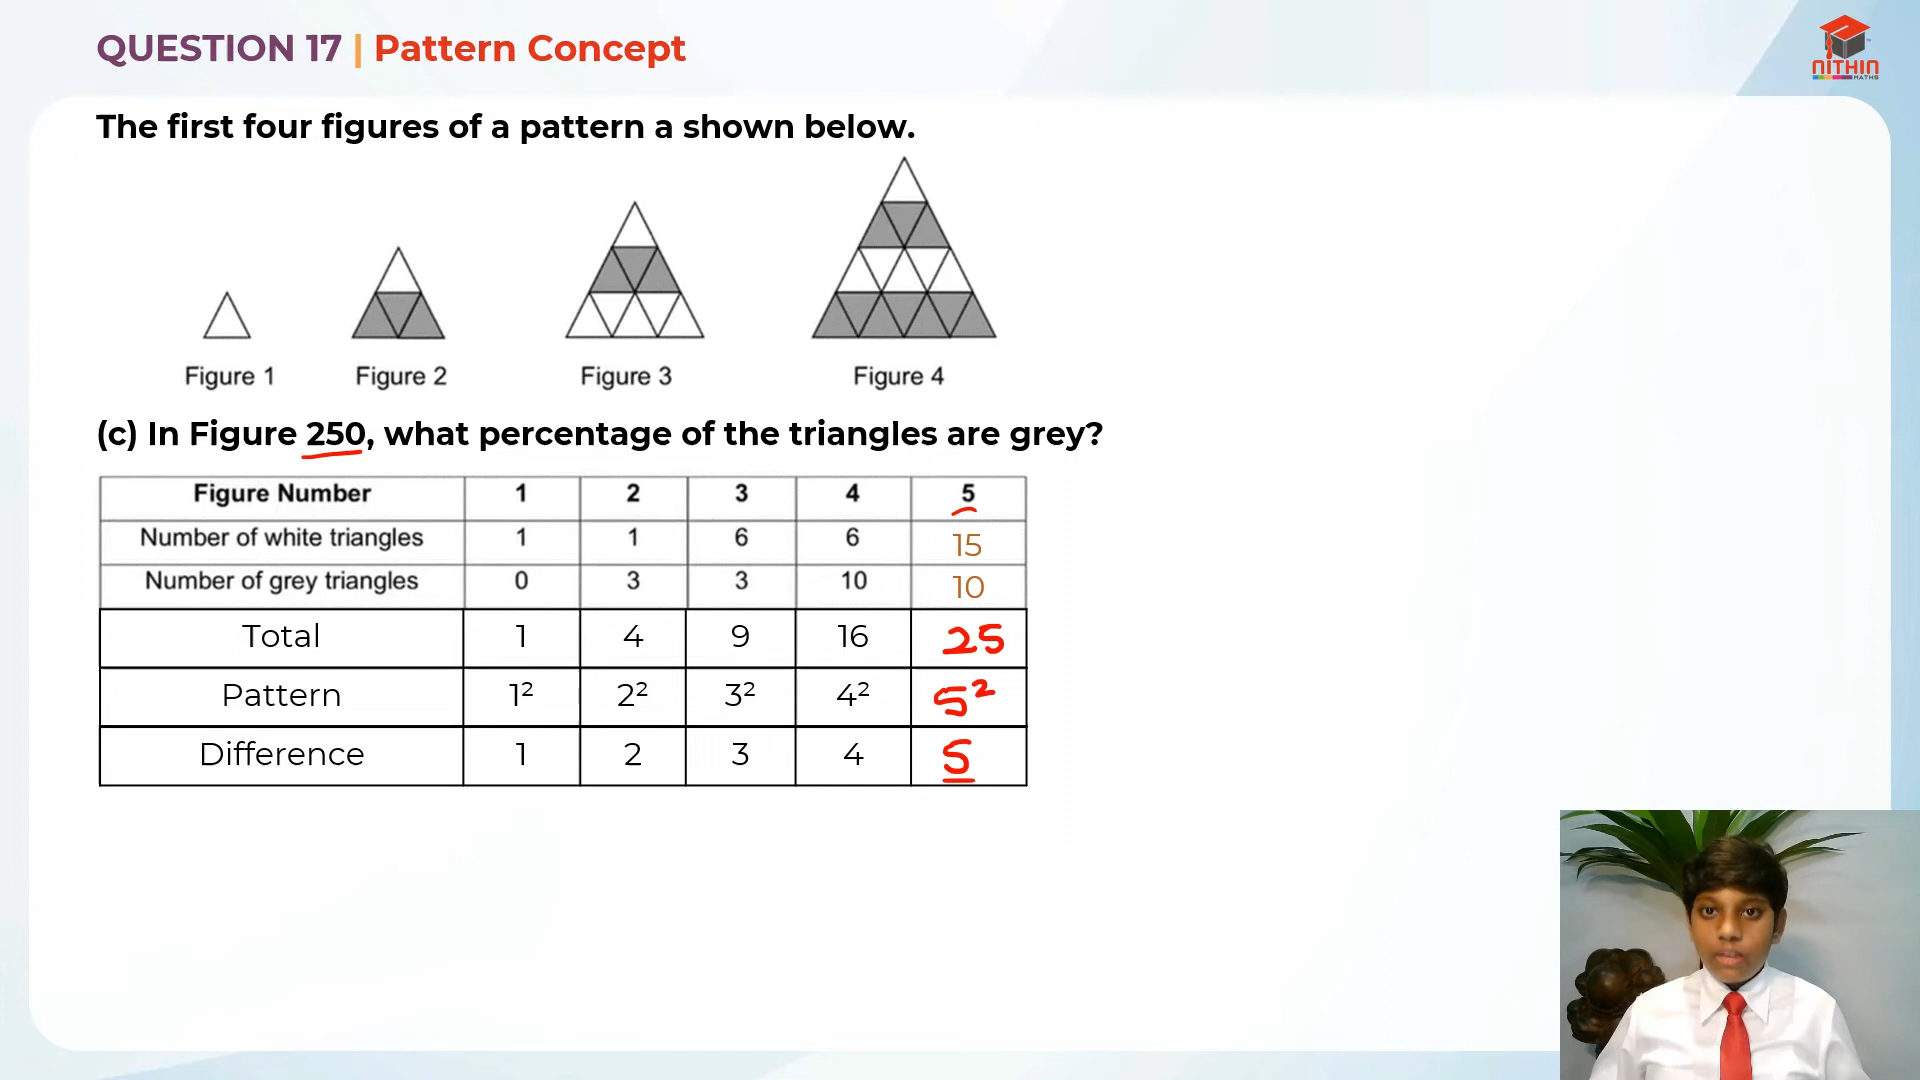 QUESTION 17 | Pattern Concept
NITHIN
MATHS
The first four figures of a pattern a shown below.
Figure 1 Figure 2 Figure 3 Figure 4
(c) In Figure 250, what percentage of the triangles are grey?
Figure Number 1 2 3 4 5
Number of white triangles 1 1 6 6 15
Number of grey triangles 0 3 3 10 10
Total 1 4 9 16 25
Pattern 1² 2² 3² 4² 5²
Difference 1 2 3 4 5